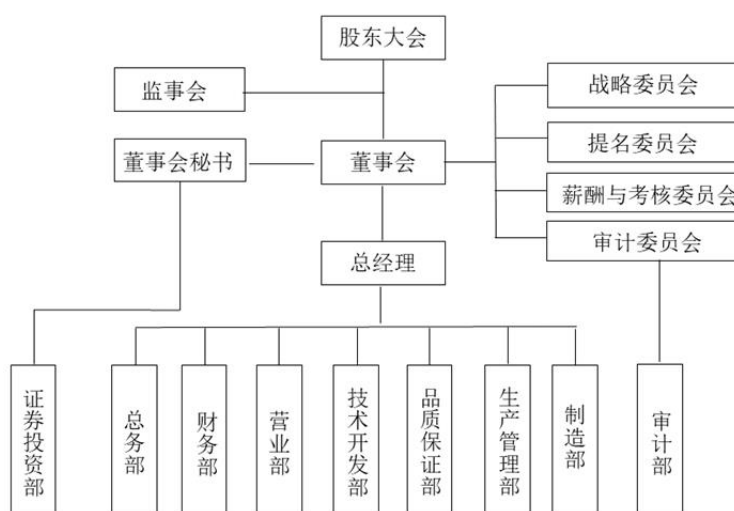 股东大会
监事会
战略委员会
提名委员会
董事会秘书
董事会
薪酬与考核委员会
审计委员会
总经理
证券投资部
总务部
财务部
营业部
技术开发部
品质保证部
生产管理部
制造部
审计部